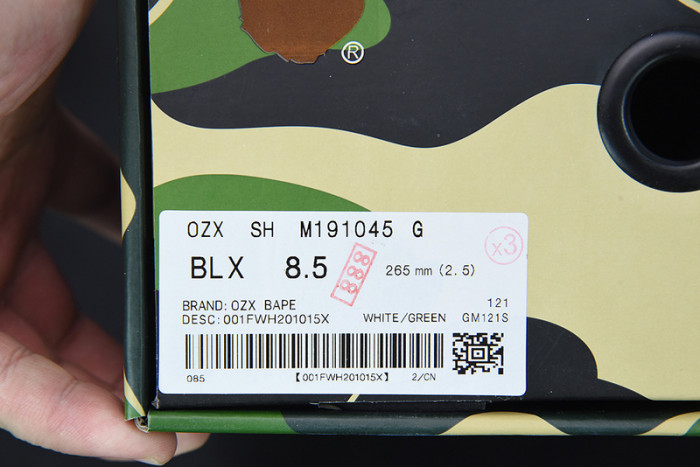 ®
OZX SH M191045 G
x3
BLX 8.5 265 mm (2.5)
888
BRAND: OZX BAPE 121
DESC: 001FWH201015X WHITE/GREEN GM121S
085 【001FWH201015X】 2/CN